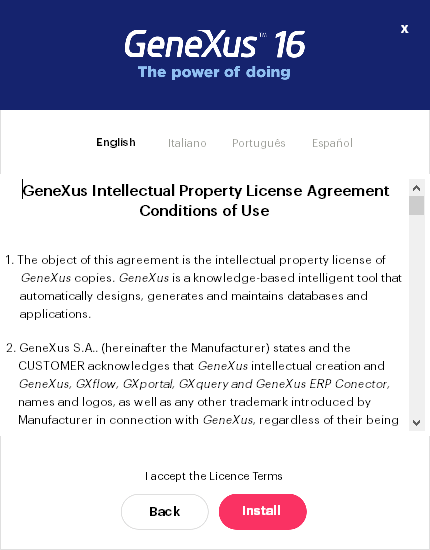 GeneXus™ 16
The power of doing
x
English Italiano Português Español
GeneXus Intellectual Property License Agreement
Conditions of Use
1. The object of this agreement is the intellectual property license of
GeneXus copies. GeneXus is a knowledge-based intelligent tool that
automatically designs, generates and maintains databases and
applications.
2. GeneXus S.A.. (hereinafter the Manufacturer) states and the
CUSTOMER acknowledges that GeneXus intellectual creation and
GeneXus, GXflow, GXportal, GXquery and GeneXus ERP Conector,
names and logos, as well as any other trademark introduced by
Manufacturer in connection with GeneXus, regardless of their being
I accept the Licence Terms
Back Install